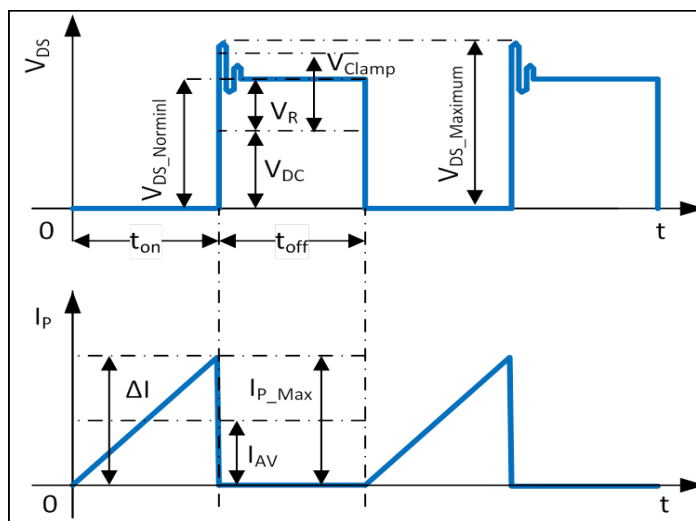 V_DS
V_DS_Norminl
V_Clamp
V_R
V_DC
V_DS_Maximum
0
t_on
t_off
t
I_P
ΔI
I_P_Max
I_AV
0
t